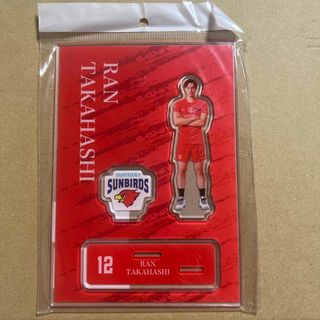 RAN
TAKAHASHI
SUNTORY
SUNBIRDS
12
RAN
TAKAHASHI